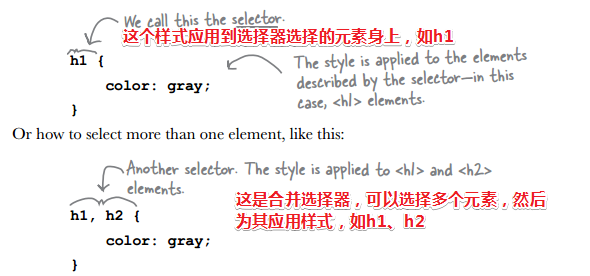 We call this the selector.
这个样式应用到选择器选择的元素身上，如h1
h1 {
The style is applied to the elements
described by the selector—in this
case, <h1> elements.
color: gray;
}
Or how to select more than one element, like this:
Another selector. The style is applied to <h1> and <h2>
elements.
这是合并选择器，可以选择多个元素，然后
为其应用样式，如h1、h2
h1, h2 {
color: gray;
}